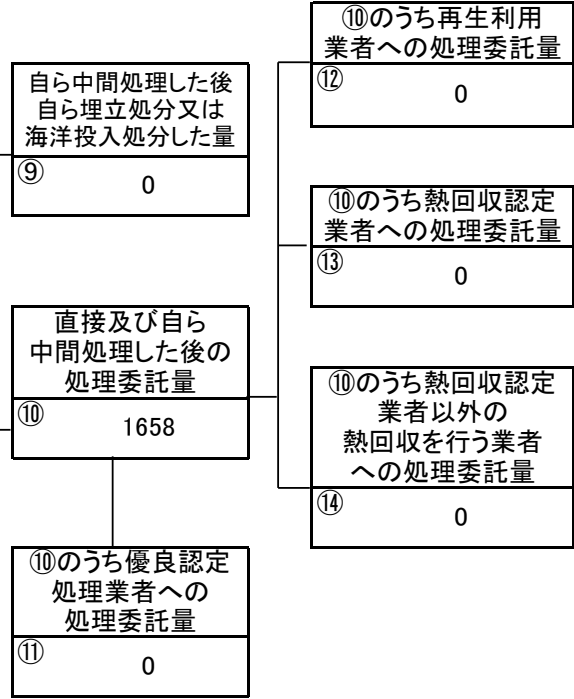 自ら中間処理した後
自ら埋立処分又は
海洋投入処分した量
⑨
0
直接及び自ら
中間処理した後の
処理委託量
⑩
1658
⑩のうち優良認定
処理業者への
処理委託量
⑪
0
⑩のうち再生利用
業者への処理委託量
⑫
0
⑩のうち熱回収認定
業者への処理委託量
⑬
0
⑩のうち熱回収認定
業者以外の
熱回収を行う業者
への処理委託量
⑭
0